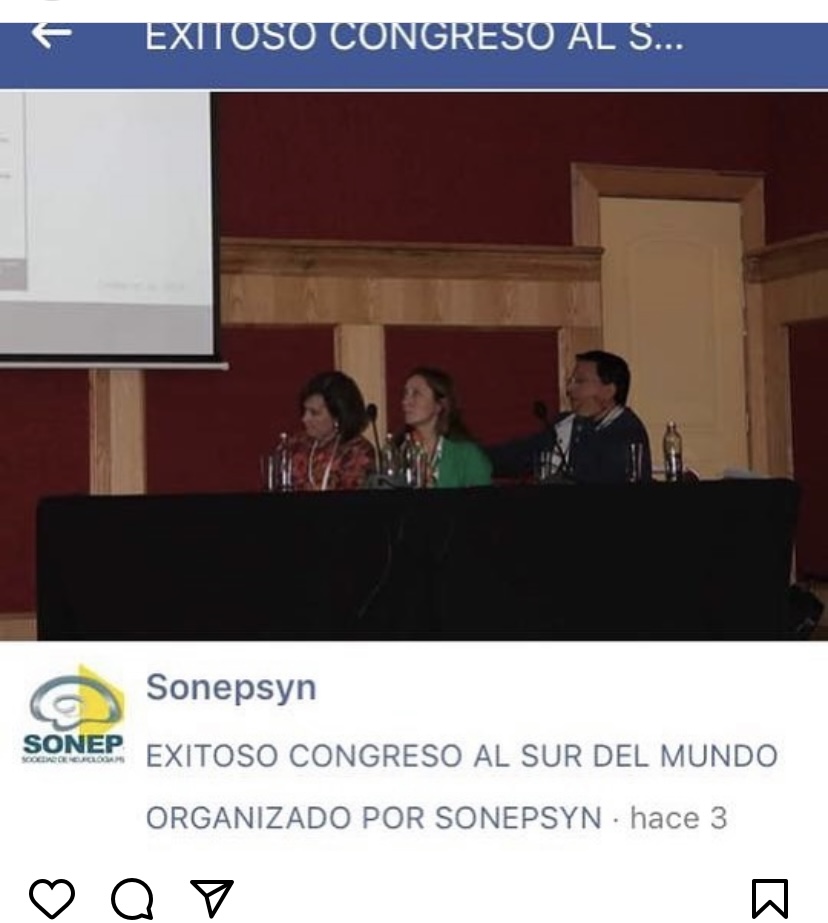 EXITOSO CONGRESO AL S...
Sonepsyn
SONEP
EXITOSO CONGRESO AL SUR DEL MUNDO
ORGANIZADO POR SONEPSYN · hace 3